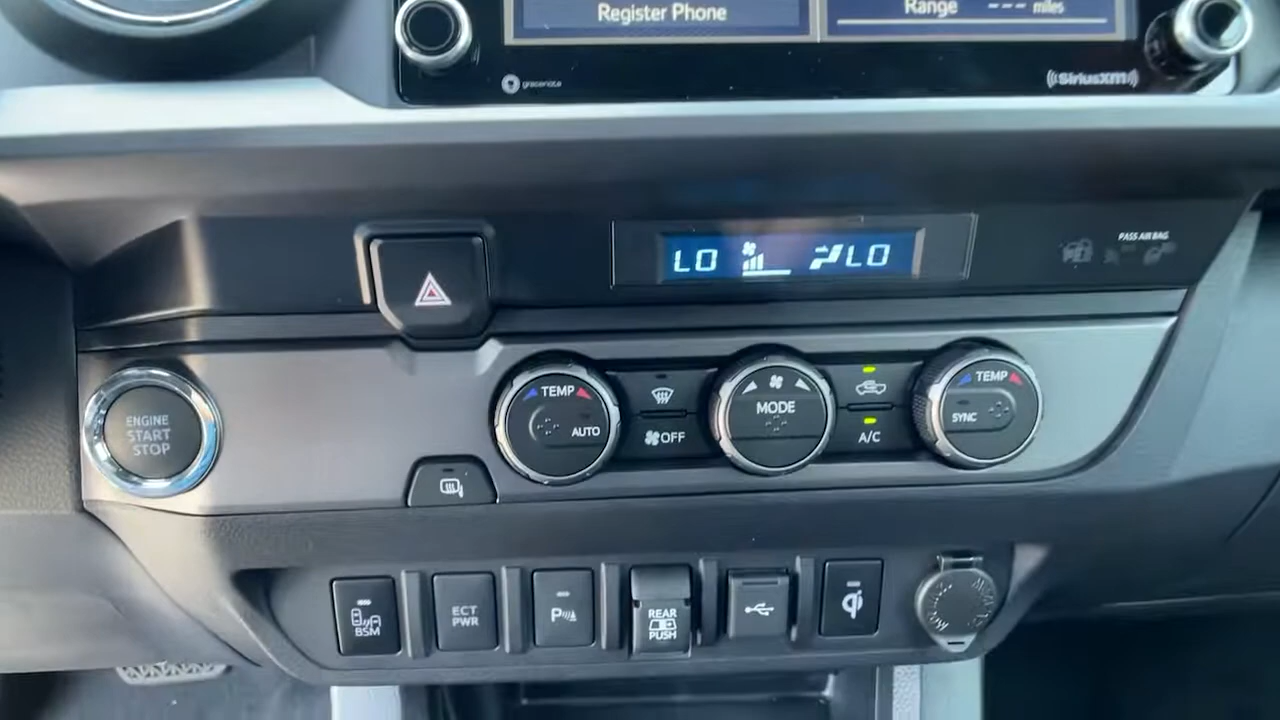 Register Phone
Range --- miles
gracenote
((SiriusXM))
PASS AIR BAG
LO
LO
TEMP
AUTO
OFF
MODE
A/C
TEMP
SYNC
ENGINE
START
STOP
BSM
ECT
PWR
P
REAR
PUSH